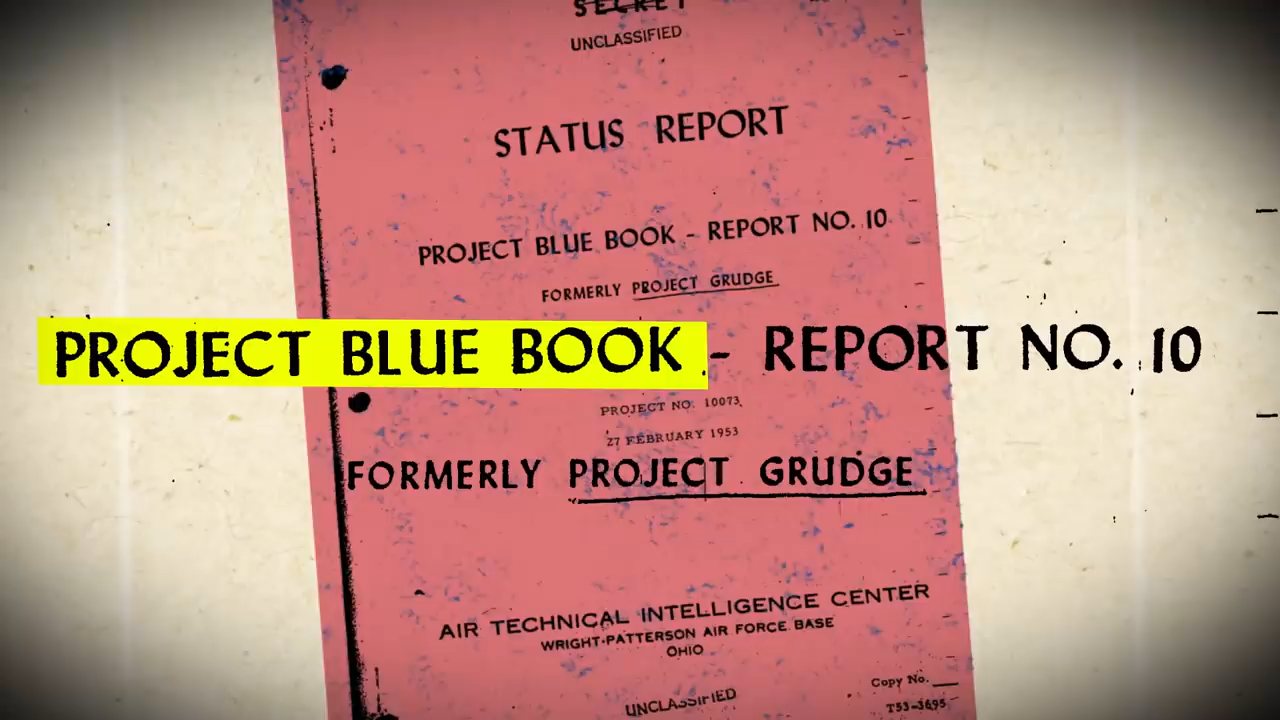 SECRET
UNCLASSIFIED
STATUS REPORT
PROJECT BLUE BOOK - REPORT NO. 10
FORMERLY PROJECT GRUDGE
PROJECT BLUE BOOK - REPORT NO. 10
PROJECT NO. 10073
27 FEBRUARY 1953
FORMERLY PROJECT GRUDGE
AIR TECHNICAL INTELLIGENCE CENTER
WRIGHT-PATTERSON AIR FORCE BASE
OHIO
Copy No.
UNCLASSIFIED
T53-3695